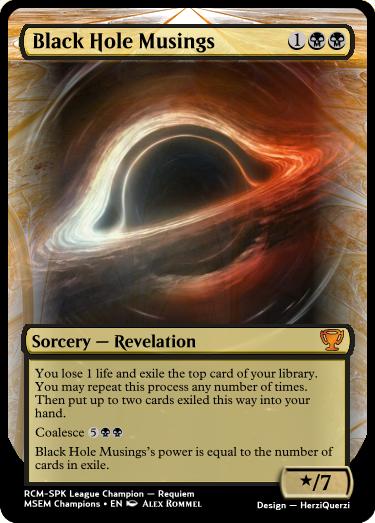 Black Hole Musings 1
Sorcery — Revelation
You lose 1 life and exile the top card of your library.
You may repeat this process any number of times.
Then put up to two cards exiled this way into your
hand.
Coalesce 5
Black Hole Musings's power is equal to the number of
cards in exile.
★/7
RCM-SPK League Champion — Requiem
MSEM Champions • EN Alex Rommel
Design — HerziQuerzi